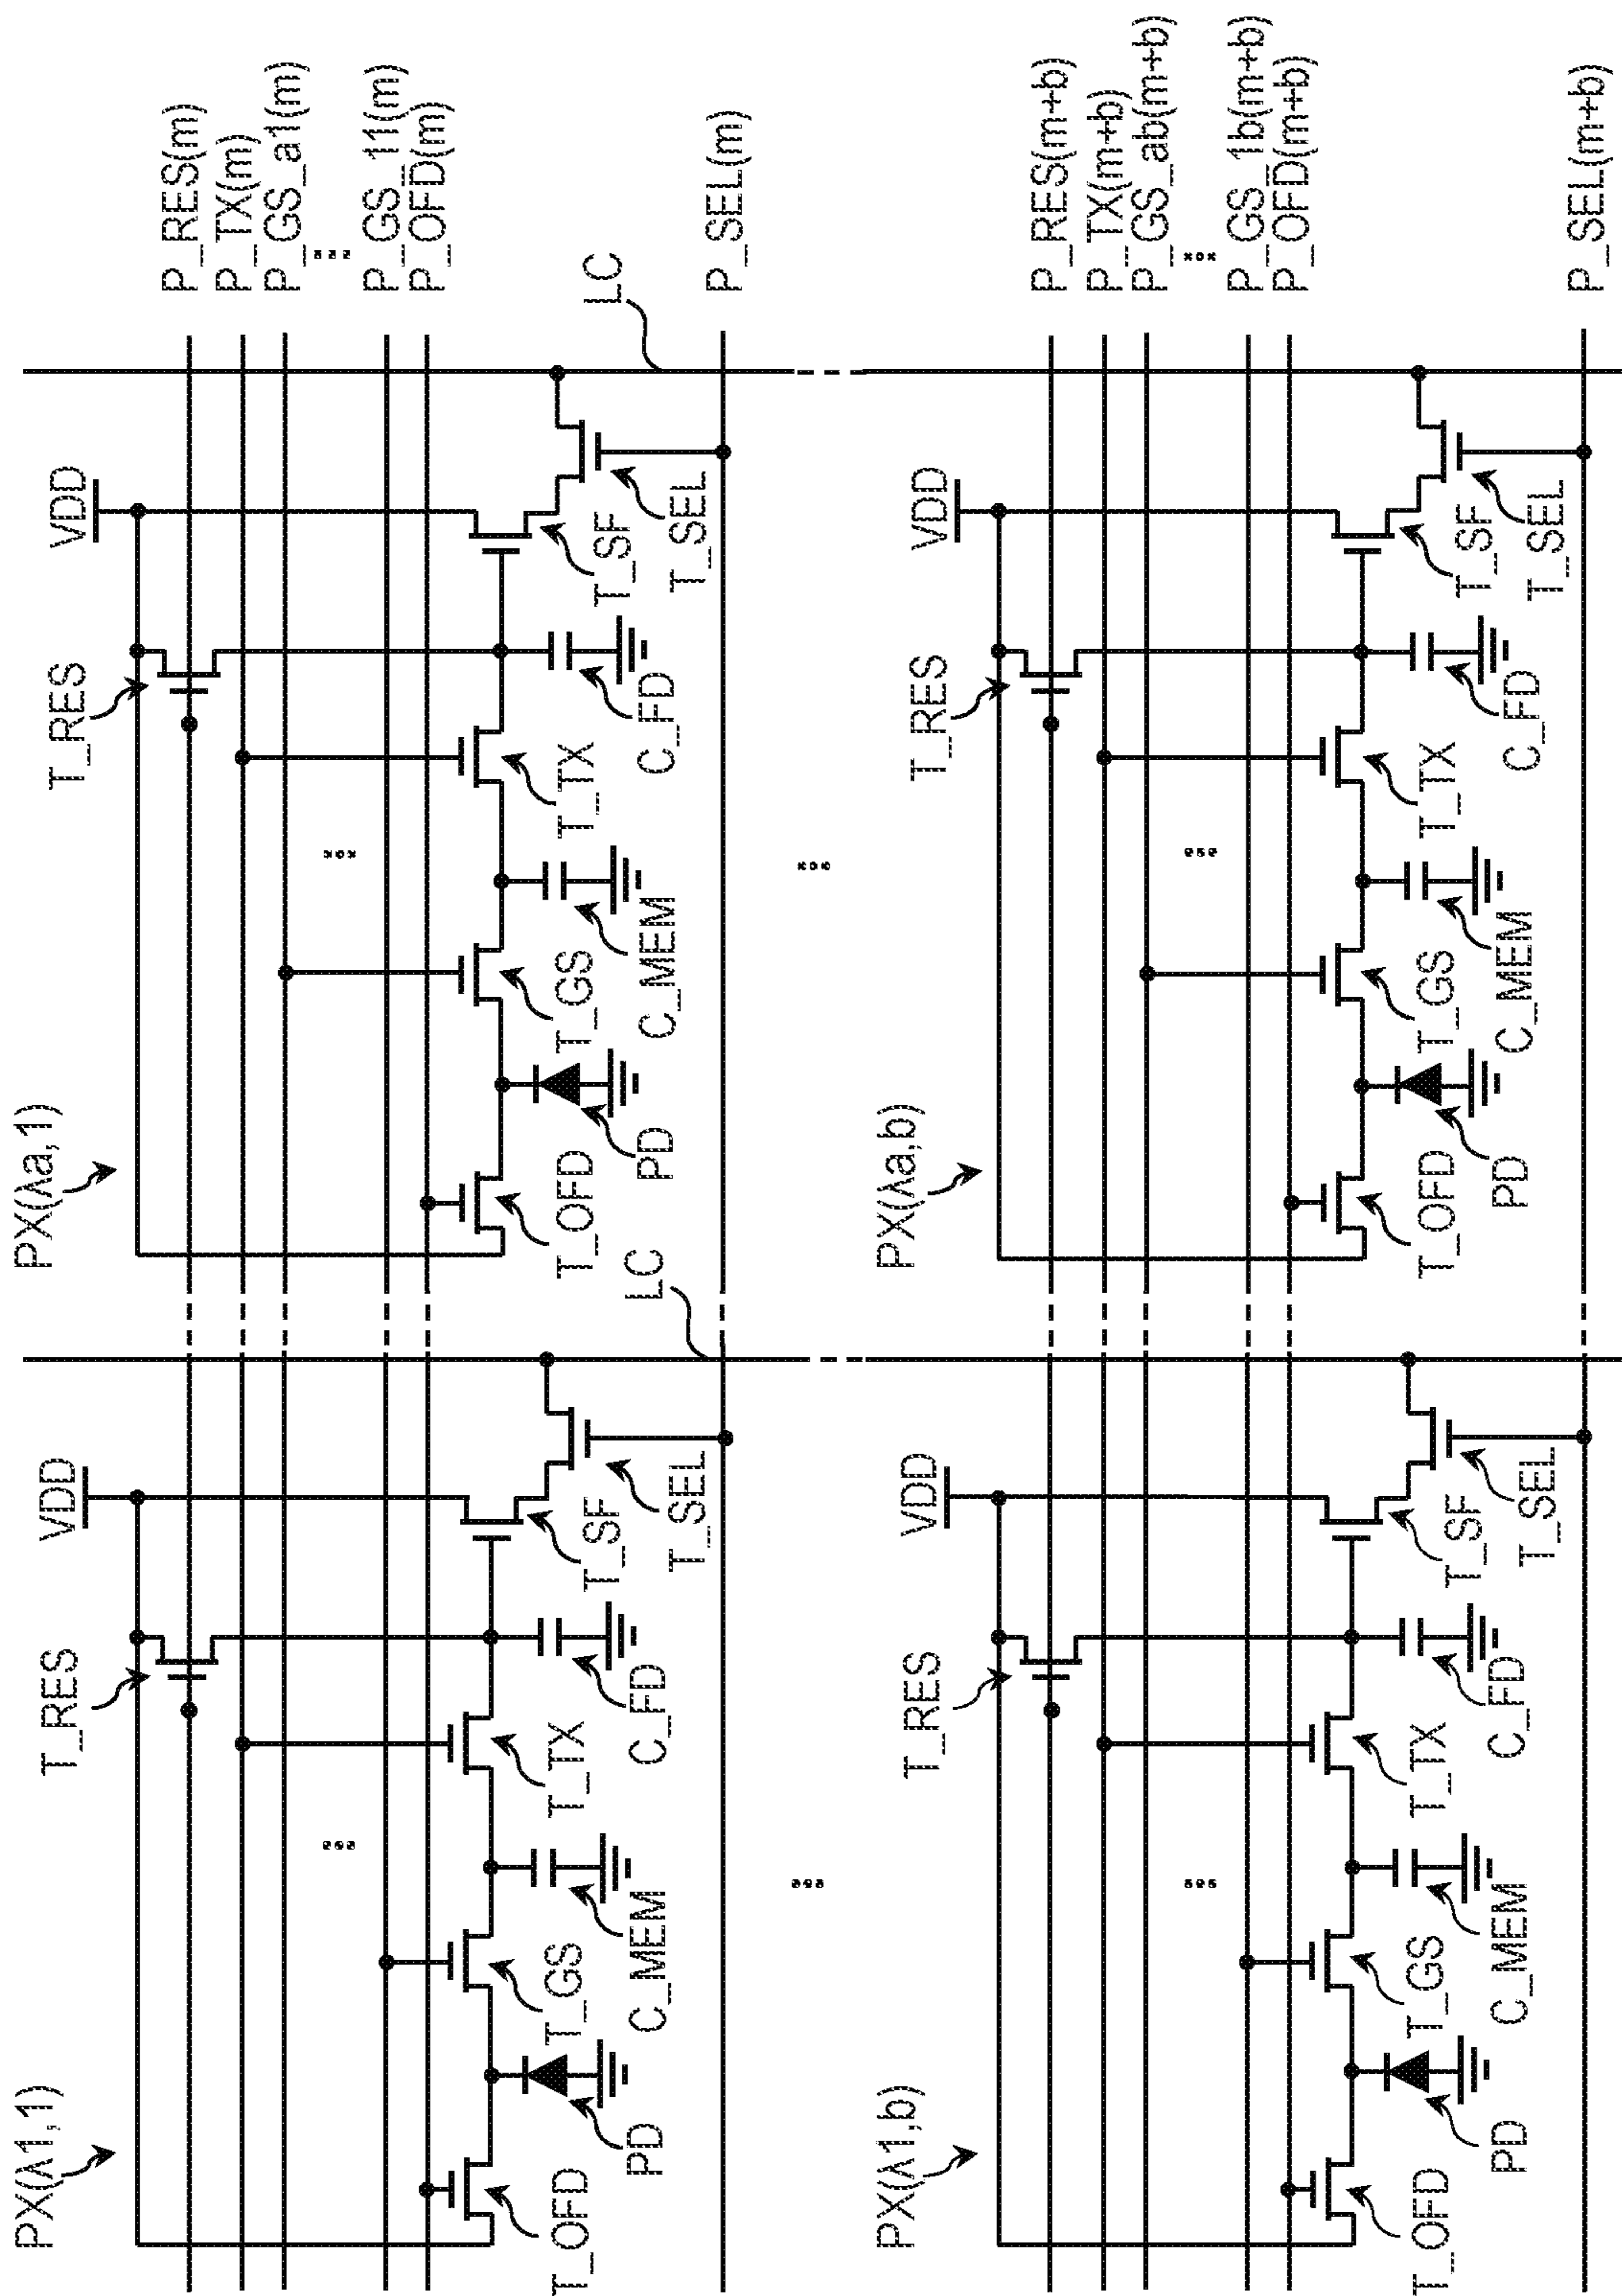 PX(λ1,1)
T_OFD
PD
T_GS
C_MEM
T_TX
T_RES
C_FD
VDD
T_SF
T_SEL
LC
PX(λa,1)
T_OFD
PD
T_GS
C_MEM
T_TX
T_RES
C_FD
VDD
T_SF
T_SEL
LC
P_RES(m)
P_TX(m)
P_GS_a1(m)
P_GS_11(m)
P_OFD(m)
P_SEL(m)
PX(λ1,b)
T_OFD
PD
T_GS
C_MEM
T_TX
T_RES
C_FD
VDD
T_SF
T_SEL
PX(λa,b)
T_OFD
PD
T_GS
C_MEM
T_TX
T_RES
C_FD
VDD
T_SF
T_SEL
P_RES(m+b)
P_TX(m+b)
P_GS_ab(m+b)
P_GS_1b(m+b)
P_OFD(m+b)
P_SEL(m+b)